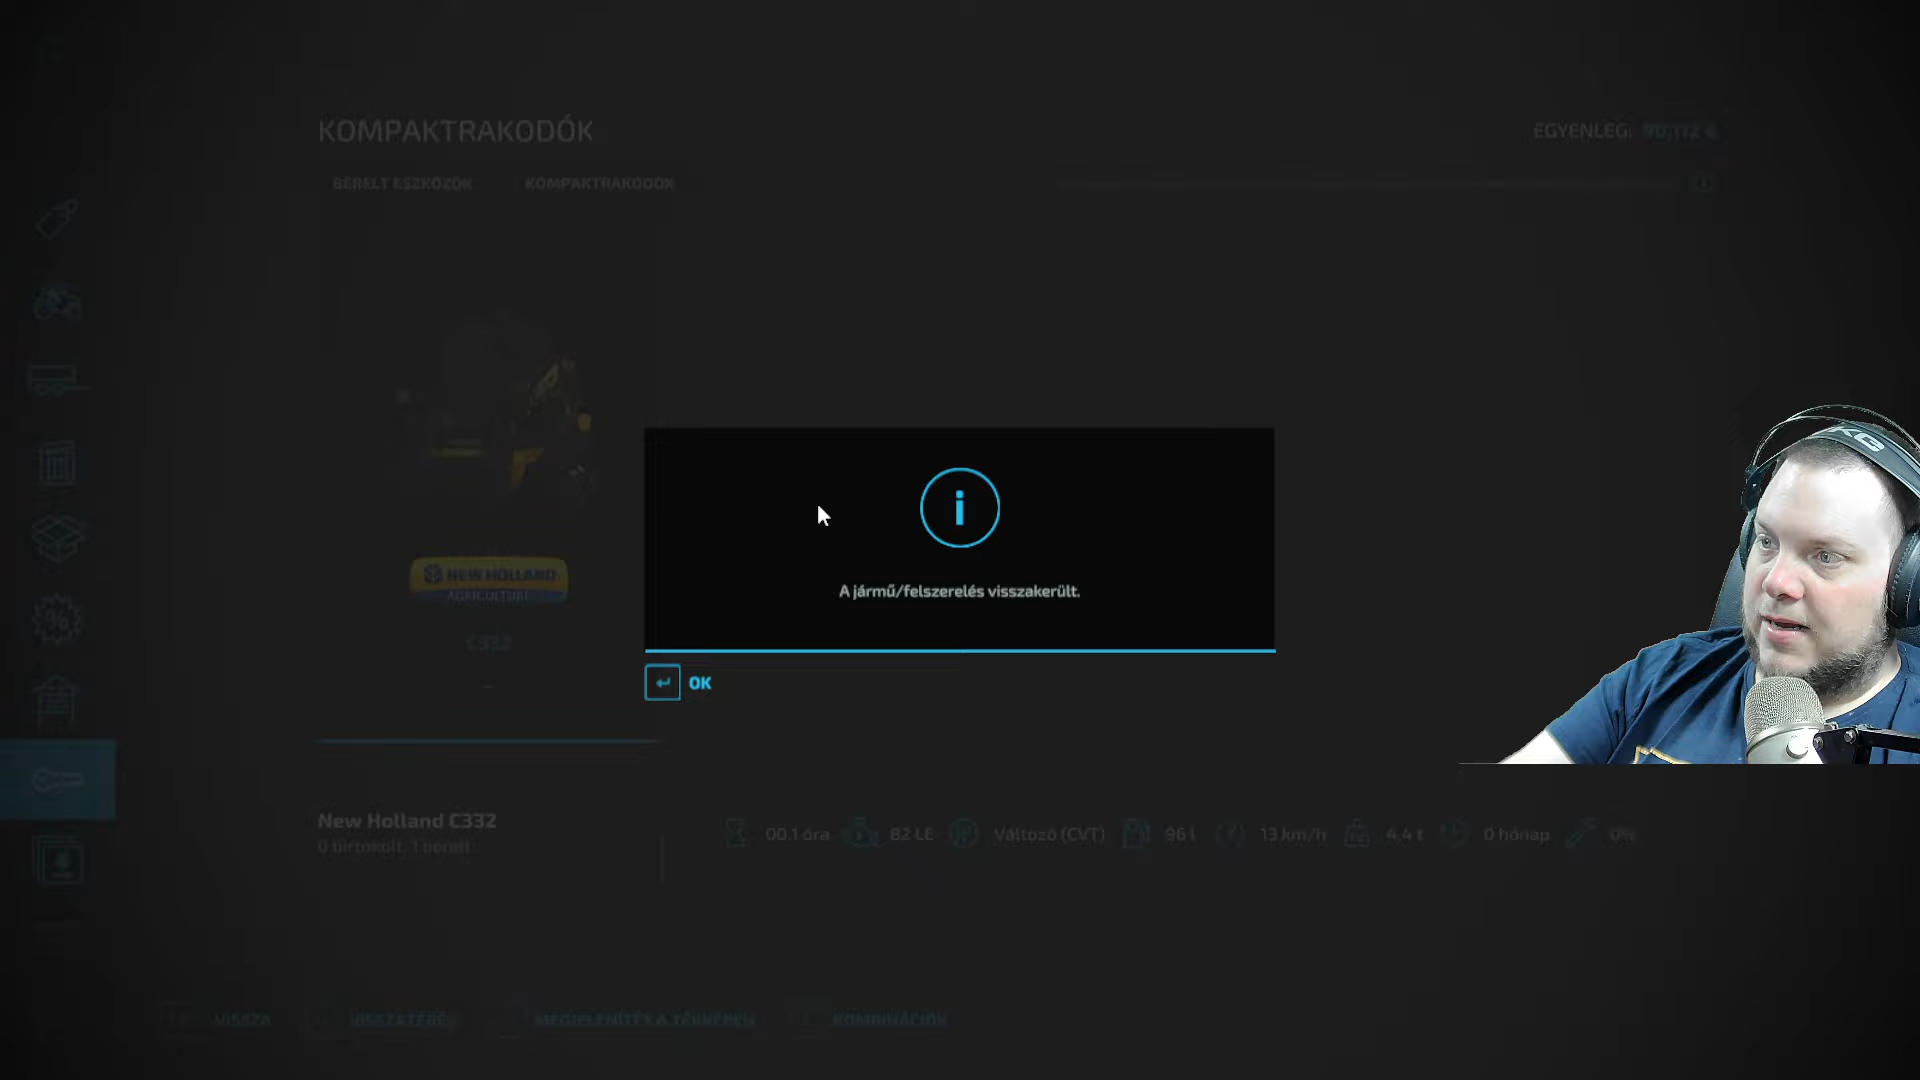 KOMPAKTRAKODÓK
EGYENLEG: 90,112 €
BÉRELT ESZKÖZÖK KOMPAKTRAKODÓK
NEW HOLLAND
AGRICULTURE
C332
A jármű/felszerelés visszakerült.
OK
New Holland C332
0 birtokolt, 1 bérelt
00.1 óra 82 LE Változó (CVT) 96 l 13 km/h 4.4 t 0 hónap 0%
VISSZA VISSZATÉRÉS MEGJELENÍTÉS A TÉRKÉPEN KOMBINÁCIÓK